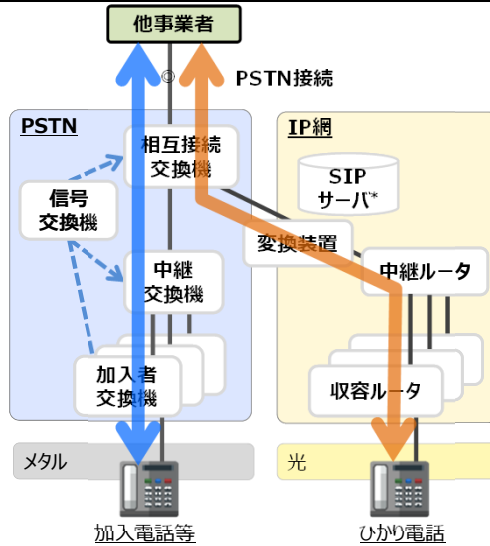 他事業者
◎
PSTN接続
PSTN
IP網
相互接続
交換機
SIP
サーバ*
信号
交換機
変換装置
中継
交換機
中継ルータ
加入者
交換機
収容ルータ
メタル
光
加入電話等
ひかり電話